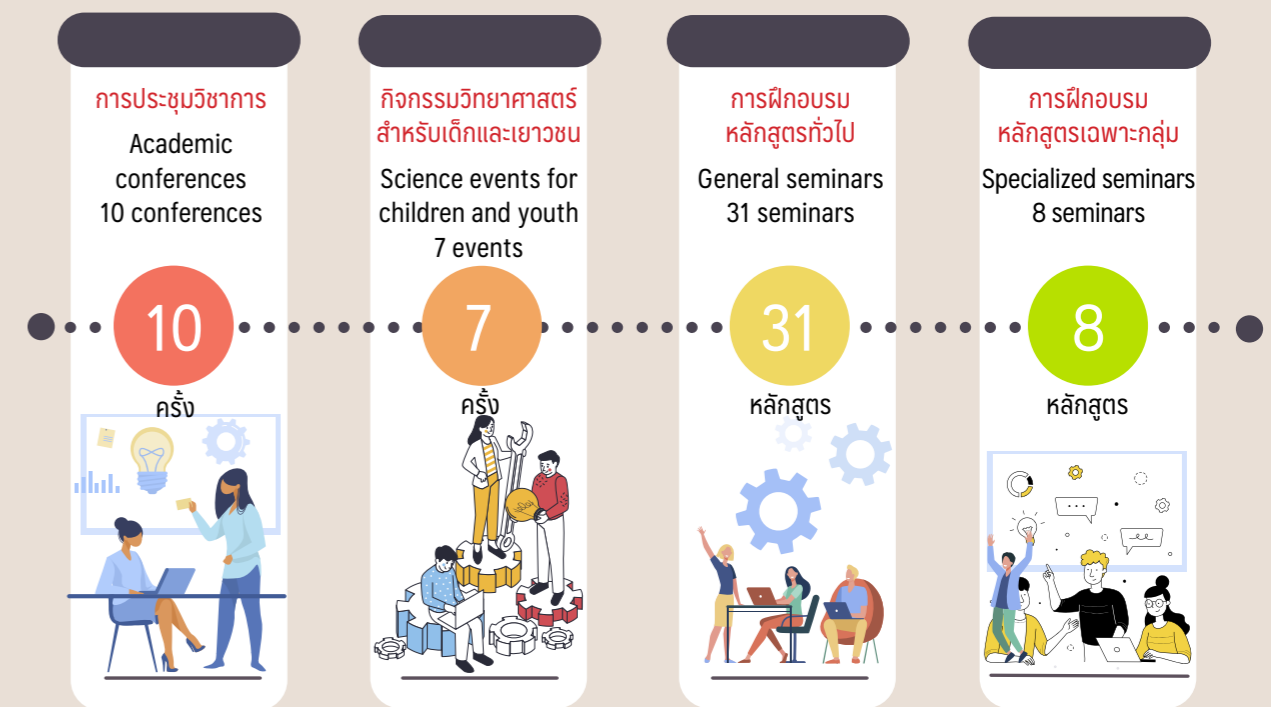 การประชุมวิชาการ
Academic
conferences
10 conferences
10
ครั้ง
กิจกรรมวิทยาศาสตร์
สำหรับเด็กและเยาวชน
Science events for
children and youth
7 events
7
ครั้ง
การฝึกอบรม
หลักสูตรทั่วไป
General seminars
31 seminars
31
หลักสูตร
การฝึกอบรม
หลักสูตรเฉพาะกลุ่ม
Specialized seminars
8 seminars
8
หลักสูตร